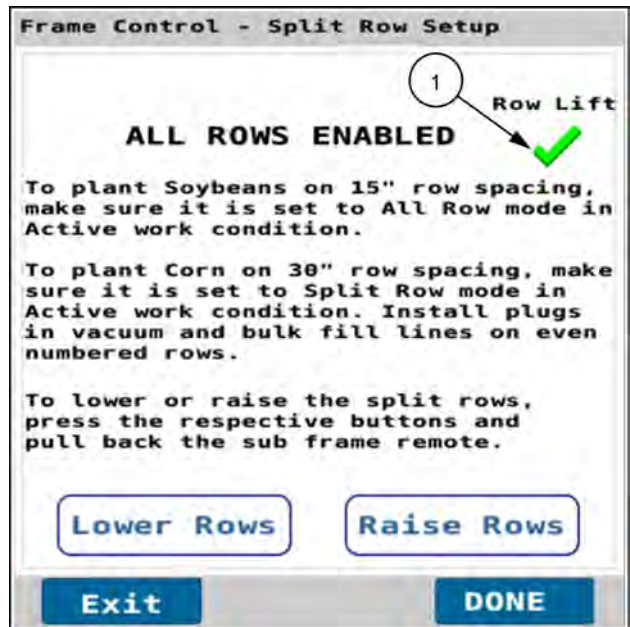 Frame Control - Split Row Setup
1
Row Lift
ALL ROWS ENABLED
To plant Soybeans on 15" row spacing,
make sure it is set to All Row mode in
Active work condition.
To plant Corn on 30" row spacing, make
sure it is set to Split Row mode in
Active work condition. Install plugs
in vacuum and bulk fill lines on even
numbered rows.
To lower or raise the split rows,
press the respective buttons and
pull back the sub frame remote.
Lower Rows
Raise Rows
Exit
DONE